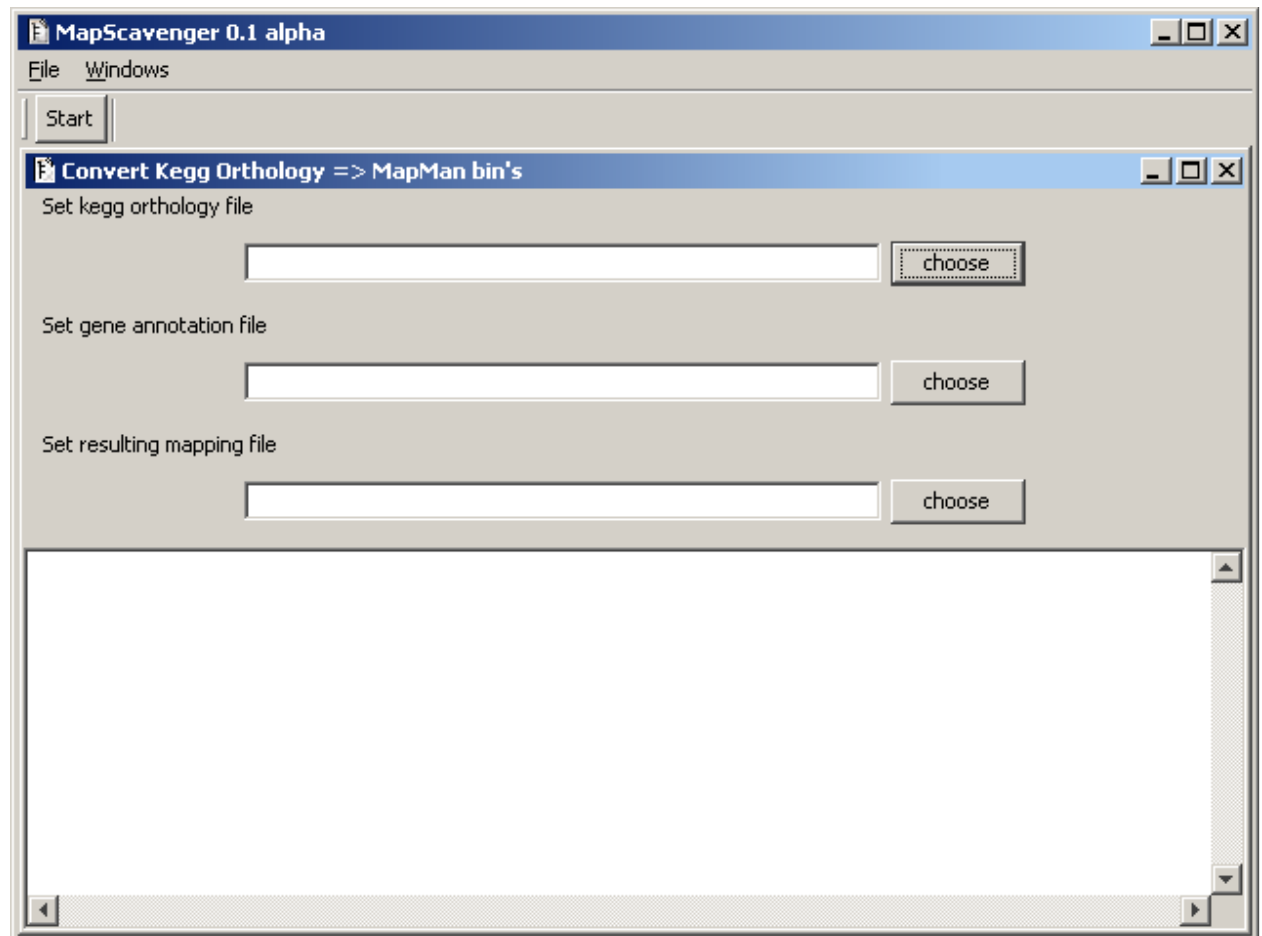 MapScavenger 0.1 alpha
File Windows
Start
Convert Kegg Orthology => MapMan bin's
Set kegg orthology file
choose
Set gene annotation file
choose
Set resulting mapping file
choose